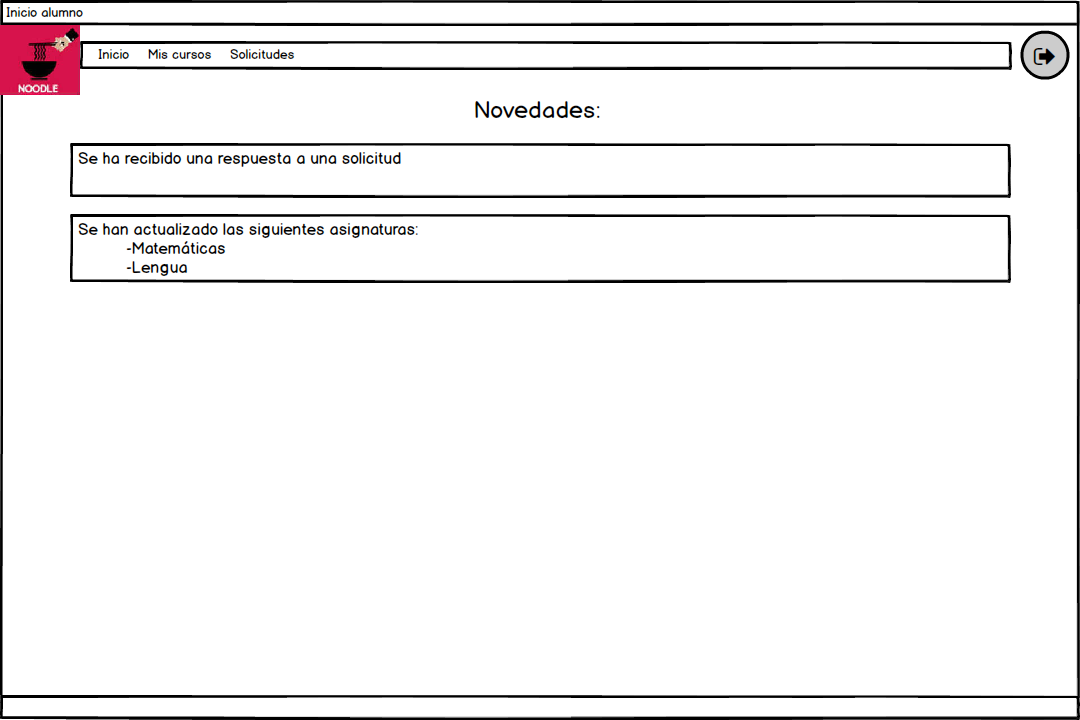 Inicio alumno
NOODLE
Inicio Mis cursos Solicitudes
Novedades:
Se ha recibido una respuesta a una solicitud
Se han actualizado las siguientes asignaturas:
-Matemáticas
-Lengua